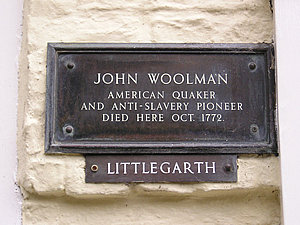 JOHN WOOLMAN
AMERICAN QUAKER
AND ANTI-SLAVERY PIONEER
DIED HERE OCT. 1772.
LITTLEGARTH